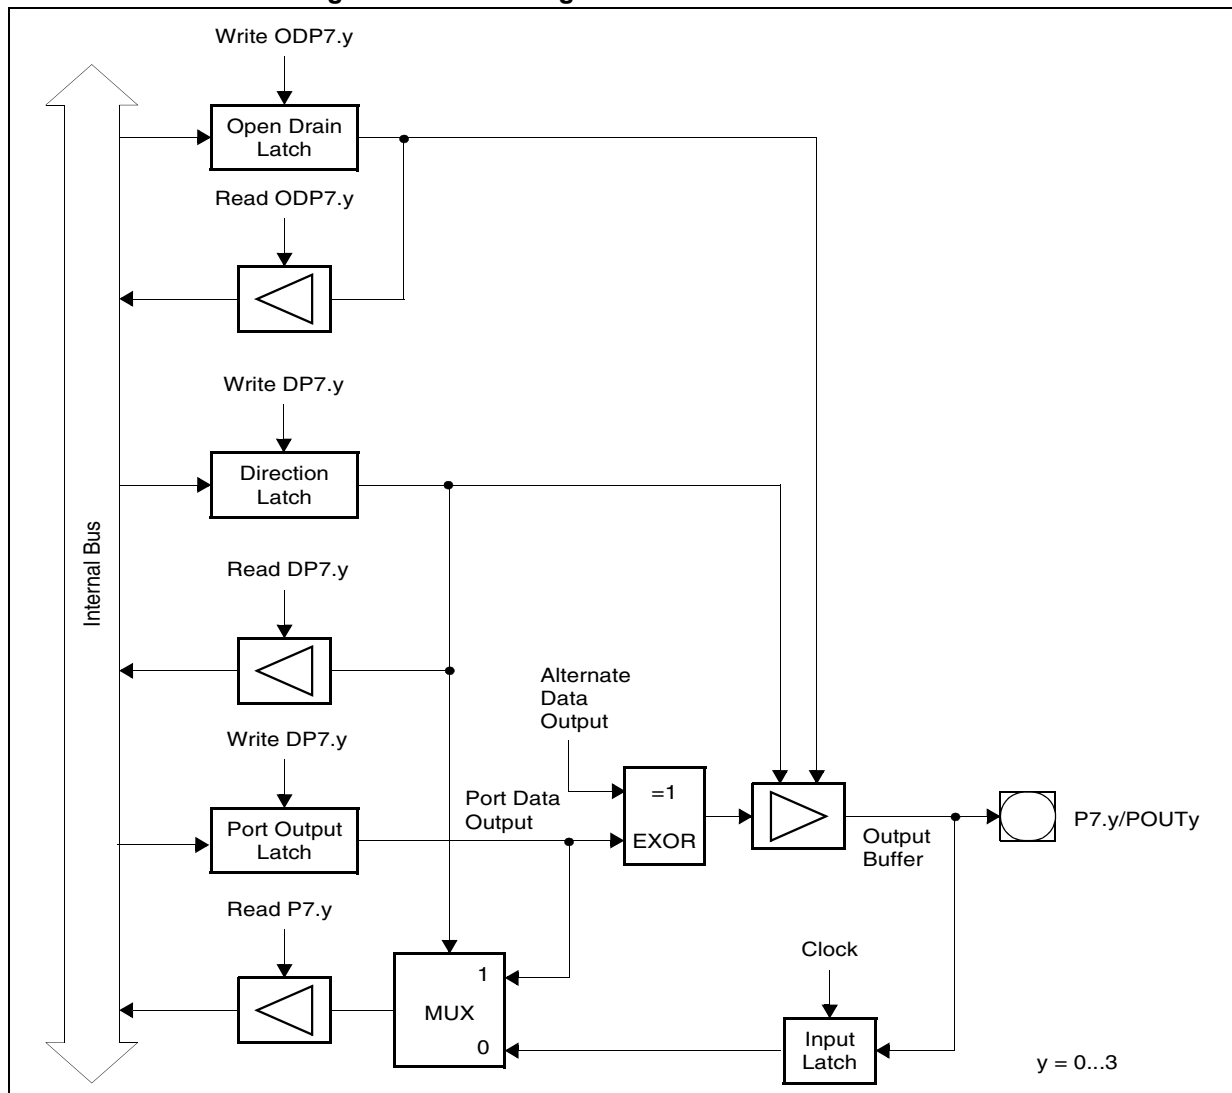 Write ODP7.y
Open Drain
Latch
Read ODP7.y
Write DP7.y
Direction
Latch
Internal Bus
Read DP7.y
Alternate
Data
Output
Write DP7.y
=1
Port Data
Output
EXOR
P7.y/POUTy
Port Output
Latch
Output
Buffer
Read P7.y
Clock
1
MUX
0
Input
Latch
y = 0...3